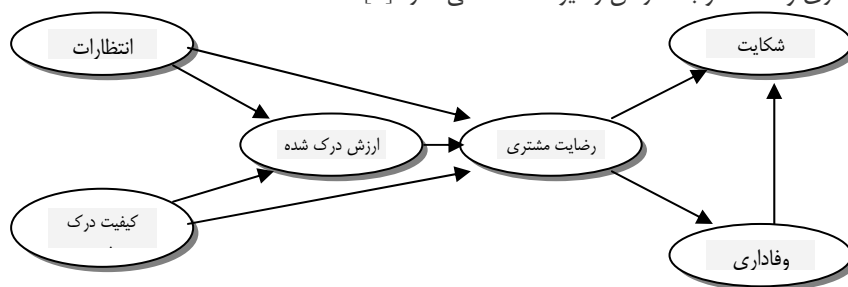 انتظارات
شکایت
ارزش درک شده
رضایت مشتری
کیفیت درک
وفاداری